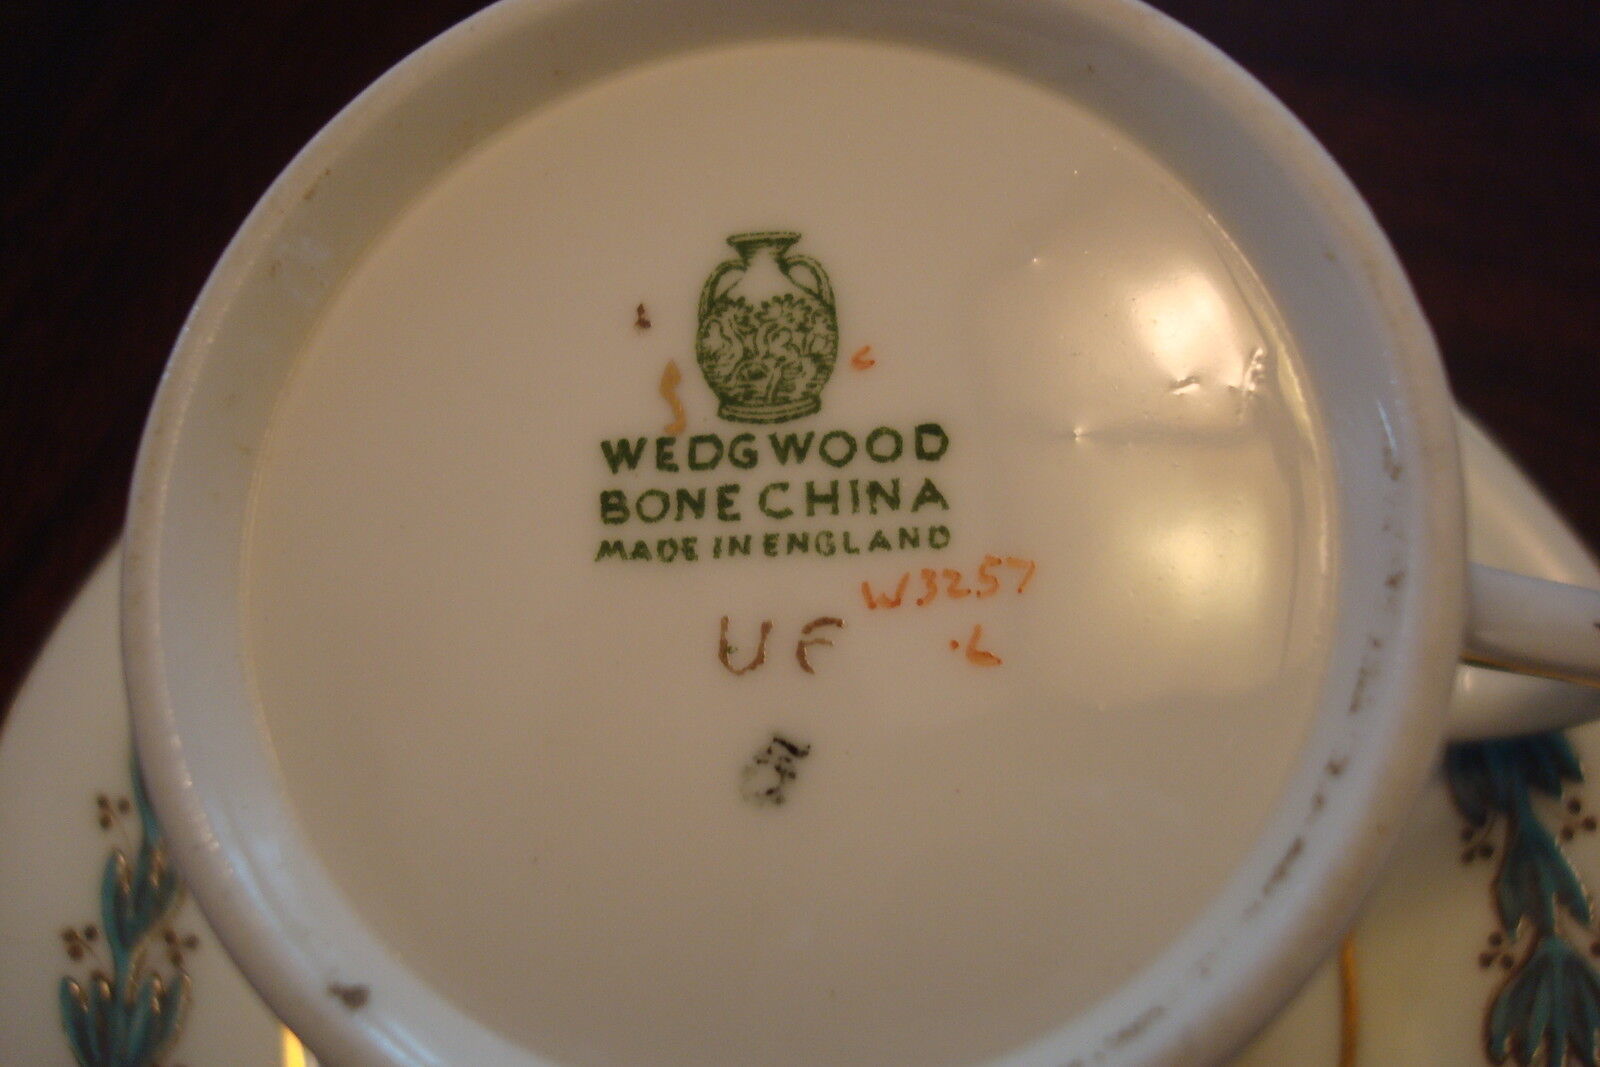 WEDGWOOD
BONE CHINA
MADE IN ENGLAND
W3257
UF